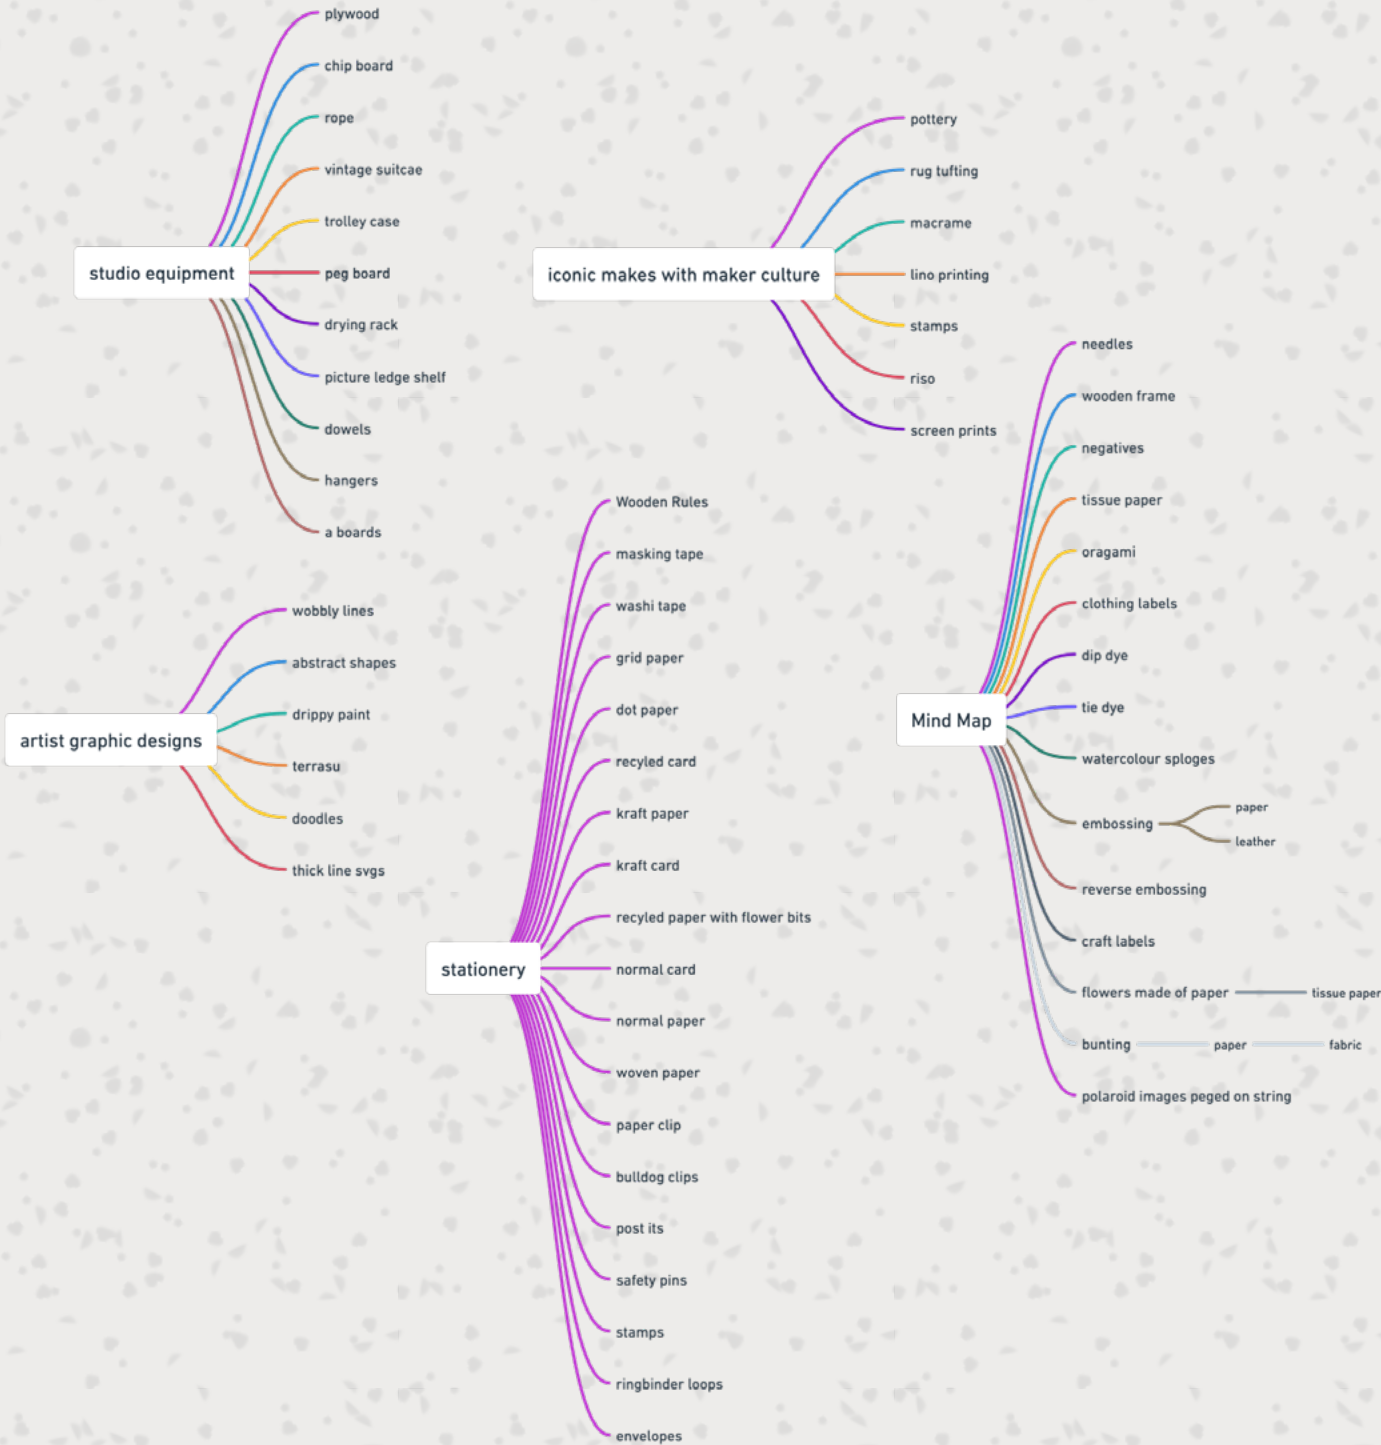 studio equipment
plywood
chip board
rope
vintage suitcae
trolley case
peg board
drying rack
picture ledge shelf
dowels
hangers
a boards
iconic makes with maker culture
pottery
rug tufting
macrame
lino printing
stamps
riso
screen prints
artist graphic designs
wobbly lines
abstract shapes
drippy paint
terrasu
doodles
thick line svgs
stationery
Wooden Rules
masking tape
washi tape
grid paper
dot paper
recyled card
kraft paper
kraft card
recyled paper with flower bits
normal card
normal paper
woven paper
paper clip
bulldog clips
post its
safety pins
stamps
ringbinder loops
envelopes
Mind Map
needles
wooden frame
negatives
tissue paper
oragami
clothing labels
dip dye
tie dye
watercolour sploges
embossing
paper
leather
reverse embossing
craft labels
flowers made of paper
tissue paper
bunting
paper
fabric
polaroid images peged on string